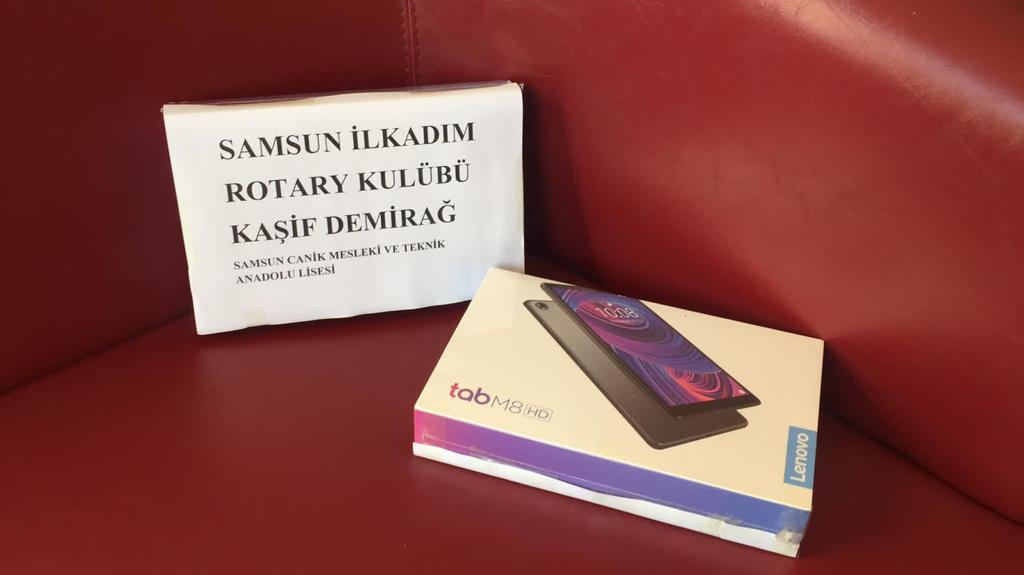 SAMSUN İLKADIM
ROTARY KULÜBÜ
KAŞİF DEMİRAĞ
SAMSUN CANİK MESLEKİ VE TEKNİK
ANADOLU LİSESİ
10:08
tab M8 HD
Lenovo